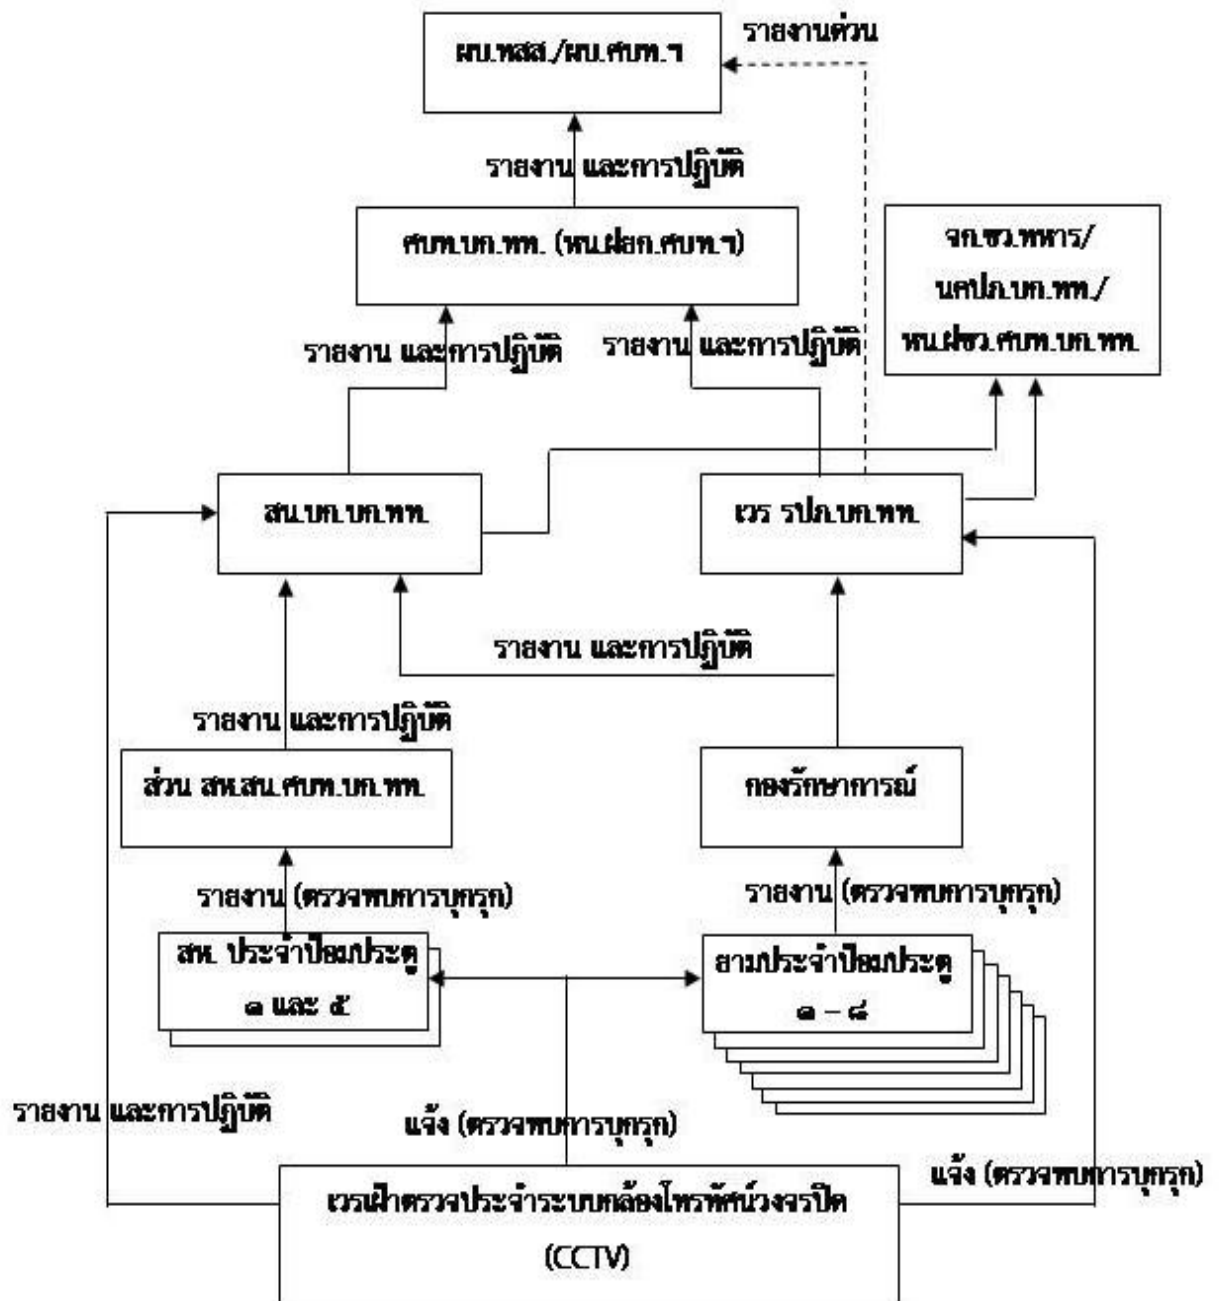 รายงานด่วน
ผบ.ทสส./ผบ.ศบท.ฯ
รายงาน และการปฏิบัติ
ศบท.บก.ทท. (หน.ฝยก.ศบท.ฯ)
จก.ขว.ทหาร/
นคปภ.บก.ทท./
หน.ฝขว.ศบท.บก.ทท.
รายงาน และการปฏิบัติ
รายงาน และการปฏิบัติ
สน.บก.บก.ทท.
เวร รปภ.บก.ทท.
รายงาน และการปฏิบัติ
รายงาน และการปฏิบัติ
ส่วน สห.สน.ศบท.บก.ทท.
กองรักษาการณ์
รายงาน (ตรวจพบการบุกรุก)
รายงาน (ตรวจพบการบุกรุก)
สห. ประจำป้อมประตู
๑ และ ๕
ยามประจำป้อมประตู
๑ – ๘
รายงาน และการปฏิบัติ
แจ้ง (ตรวจพบการบุกรุก)
แจ้ง (ตรวจพบการบุกรุก)
เวรเฝ้าตรวจประจำระบบกล้องโทรทัศน์วงจรปิด
(CCTV)